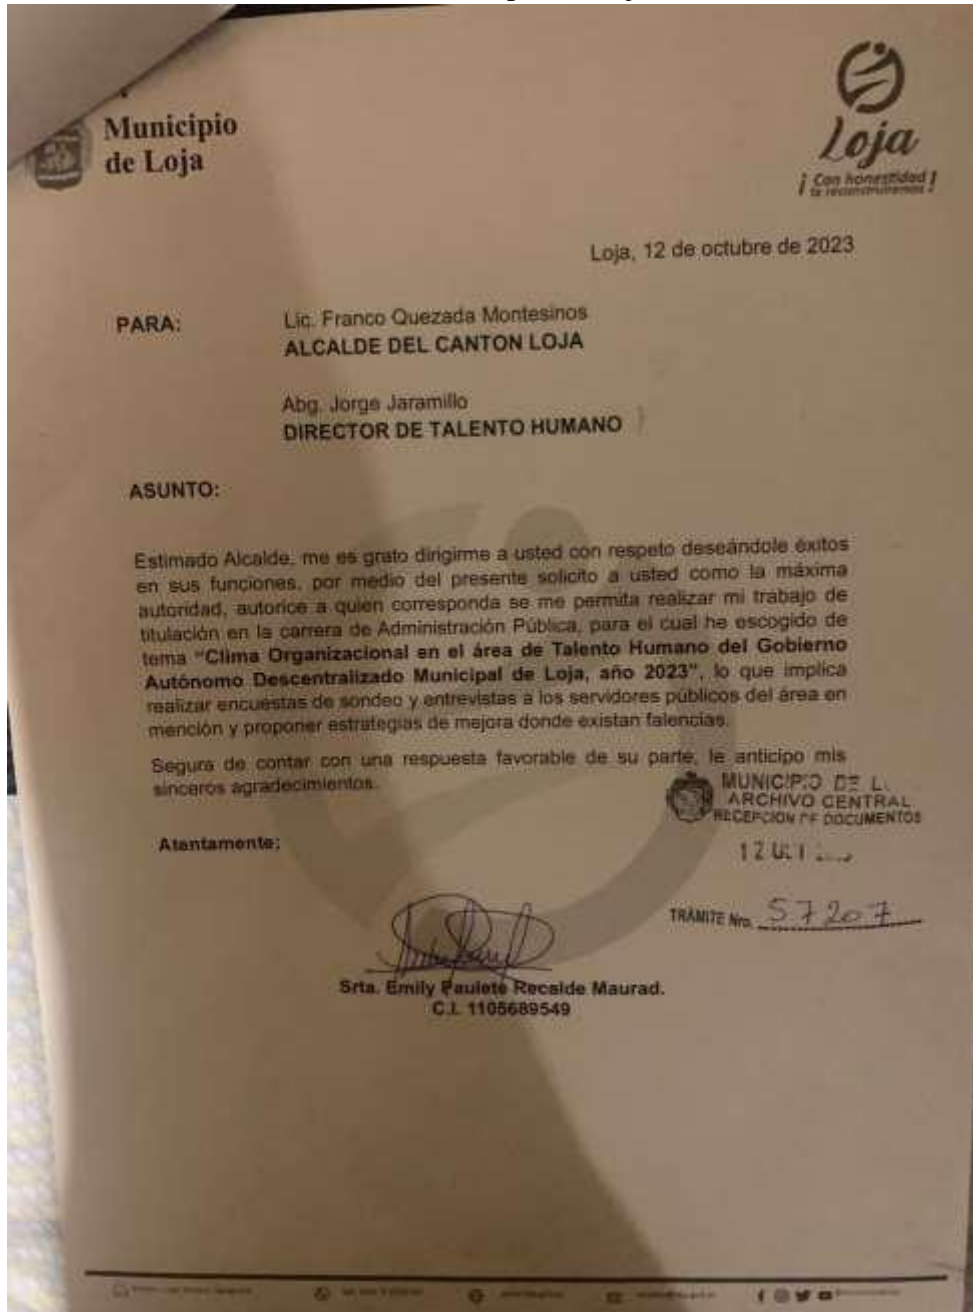 Municipio
de Loja
Loja
¡ Con honestidad !
te reconstruiremos
Loja, 12 de octubre de 2023
PARA:
Lic. Franco Quezada Montesinos
ALCALDE DEL CANTON LOJA
Abg. Jorge Jaramillo
DIRECTOR DE TALENTO HUMANO
ASUNTO:
Estimado Alcalde, me es grato dirigirme a usted con respeto deseándole éxitos
en sus funciones, por medio del presente solicito a usted como la máxima
autoridad, autorice a quien corresponda se me permita realizar mi trabajo de
titulación en la carrera de Administración Pública, para el cual he escogido de
tema "Clima Organizacional en el área de Talento Humano del Gobierno
Autónomo Descentralizado Municipal de Loja, año 2023", lo que implica
realizar encuestas de sondeo y entrevistas a los servidores públicos del área en
mención y proponer estrategias de mejora donde existan falencias.
Segura de contar con una respuesta favorable de su parte, le anticipo mis
sinceros agradecimientos.
MUNICIPIO DE L
ARCHIVO CENTRAL
RECEPCION DE DOCUMENTOS
Atentamente;
12
TRÁMITE Nro. 57207
Srta. Emily Paulete Recalde Maurad.
C.I. 1105689549